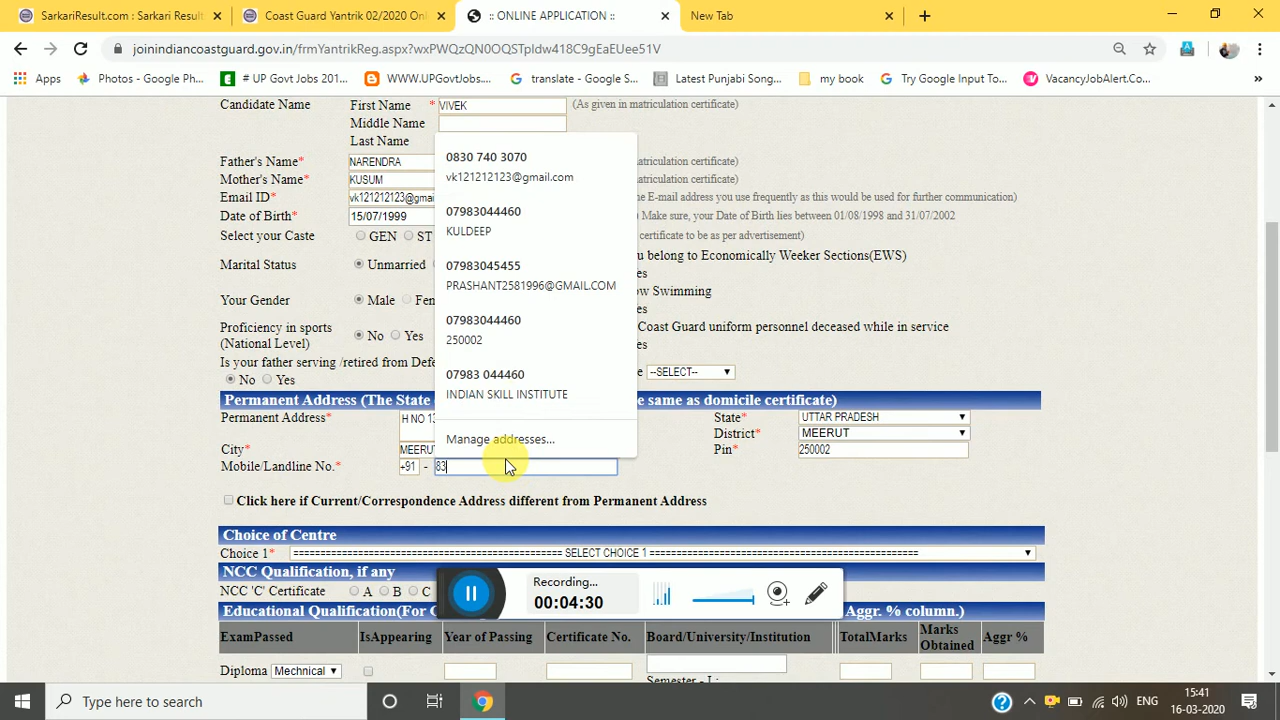 SarkariResult.com : Sarkari Result
Coast Guard Yantrik 02/2020 Onli
:: ONLINE APPLICATION ::
New Tab
joinindiancoastguard.gov.in/frmYantrikReg.aspx?wxPWQzQN0OQSTpIdw418C9gEaEUee51V
Apps
Photos - Google Ph...
# UP Govt Jobs 201...
WWW.UPGovtJobs....
translate - Google S...
Latest Punjabi Song...
my book
Try Google Input To...
VacancyJobAlert.Co...
»
Candidate Name First Name * VIVEK (As given in matriculation certificate)
Middle Name
Last Name
Father's Name* NARENDRA matriculation certificate)
Mother's Name* KUSUM matriculation certificate)
Email ID* vk121212123@gmai E-mail address you use frequently as this would be used for further communication)
Date of Birth* 15/07/1999 ) Make sure, your Date of Birth lies between 01/08/1998 and 31/07/2002
Select your Caste GEN ST certificate to be as per advertisement)
Marital Status Unmarried u belong to Economically Weeker Sections(EWS)
es
Your Gender Male Fen ow Swimming
es
Proficiency in sports (National Level) No Yes Coast Guard uniform personnel deceased while in service
es
Is your father serving /retired from Defe
No Yes
--SELECT--
0830 740 3070
vk121212123@gmail.com
07983044460
KULDEEP
07983045455
PRASHANT2581996@GMAIL.COM
07983044460
250002
07983 044460
INDIAN SKILL INSTITUTE
Manage addresses...
Permanent Address (The State same as domicile certificate)
Permanent Address* H NO 13 State* UTTAR PRADESH
District* MEERUT
City* MEERUT Pin* 250002
Mobile/Landline No.* +91 - 83
Click here if Current/Correspondence Address different from Permanent Address
Choice of Centre
Choice 1* SELECT CHOICE 1
NCC Qualification, if any
NCC 'C' Certificate A B C
Recording...
00:04:30
Educational Qualification(For Aggr. % column.)
ExamPassed IsAppearing Year of Passing Certificate No. Board/University/Institution TotalMarks Marks Obtained Aggr %
Diploma Mechnical
Semester - I :
Type here to search
ENG
15:41
16-03-2020